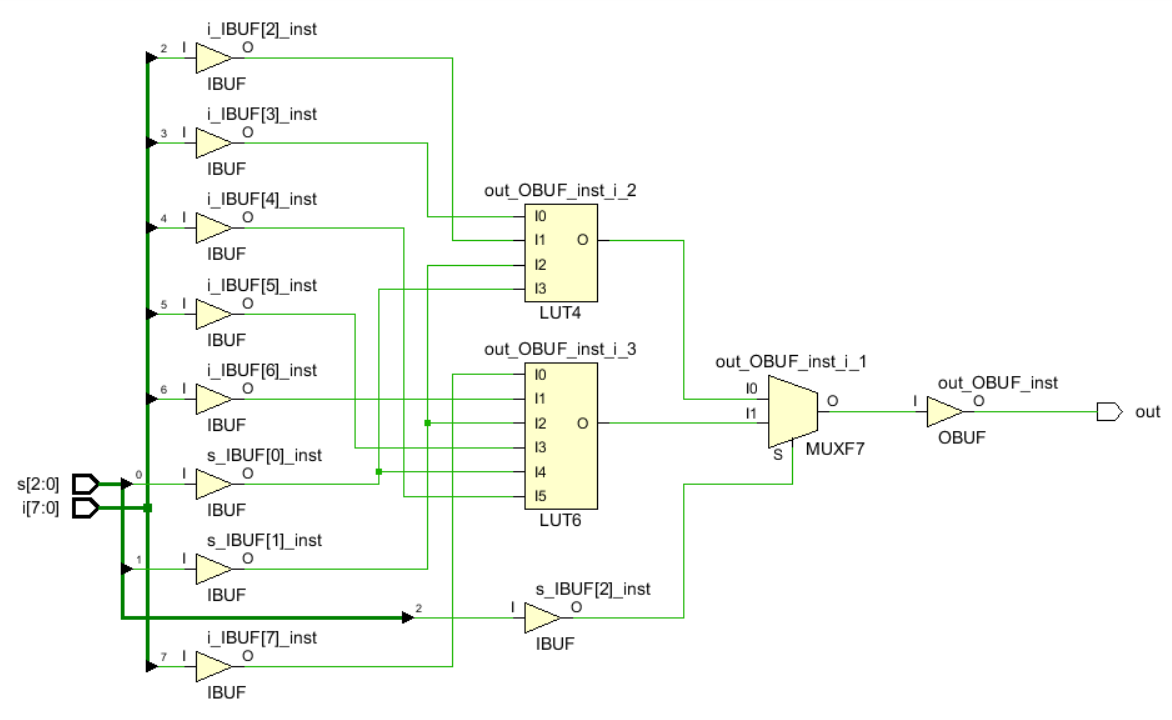 i_IBUF[2]_inst
2 I O
IBUF
i_IBUF[3]_inst
3 I O
IBUF
i_IBUF[4]_inst
4 I O
IBUF
i_IBUF[5]_inst
5 I O
IBUF
i_IBUF[6]_inst
6 I O
IBUF
s_IBUF[0]_inst
s[2:0]
0 I O
IBUF
i[7:0]
s_IBUF[1]_inst
1 I O
IBUF
i_IBUF[7]_inst
7 I O
IBUF
out_OBUF_inst_i_2
I0
I1 O
I2
I3
LUT4
out_OBUF_inst_i_3
I0
I1
I2 O
I3
I4
I5
LUT6
s_IBUF[2]_inst
2 I O
IBUF
out_OBUF_inst_i_1
I0 O
I1
S
MUXF7
out_OBUF_inst
I O
OBUF
out